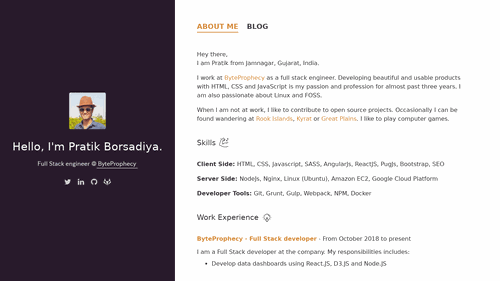 Hello, I'm Pratik Borsadiya.
Full Stack engineer @ ByteProphecy
ABOUT ME BLOG
Hey there,
I am Pratik from Jamnagar, Gujarat, India.
I work at ByteProphecy as a full stack engineer. Developing beautiful and usable products
with HTML, CSS and JavaScript is my passion and profession for almost past three years. I
am also passionate about Linux and FOSS.
When I am not at work, I like to contribute to open source projects. Occasionally I can be
found wandering at Rook Islands, Kyrat or Great Plains. I like to play computer games.
Skills
Client Side: HTML, CSS, Javascript, SASS, AngularJs, ReactJS, PugJs, Bootstrap, SEO
Server Side: NodeJs, Nginx, Linux (Ubuntu), Amazon EC2, Google Cloud Platform
Developer Tools: Git, Grunt, Gulp, Webpack, NPM, Docker
Work Experience
ByteProphecy - Full Stack developer - From October 2018 to present
I am a Full Stack developer at the company. My responsibilities includes:
• Develop data dashboards using React.JS, D3.JS and Node.JS